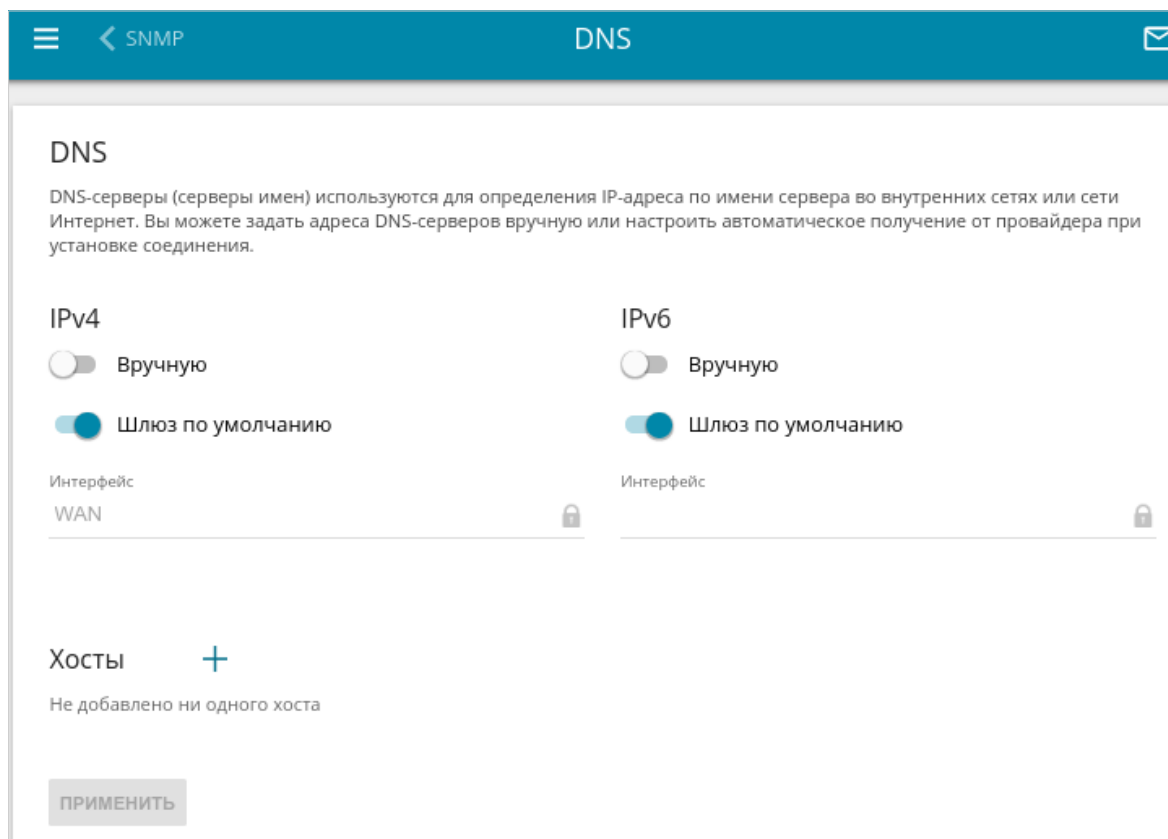 SNMP
DNS
DNS
DNS-серверы (серверы имен) используются для определения IP-адреса по имени сервера во внутренних сетях или сети
Интернет. Вы можете задать адреса DNS-серверов вручную или настроить автоматическое получение от провайдера при
установке соединения.
IPv4
Вручную
Шлюз по умолчанию
Интерфейс
WAN
IPv6
Вручную
Шлюз по умолчанию
Интерфейс
Хосты
Не добавлено ни одного хоста
ПРИМЕНИТЬ